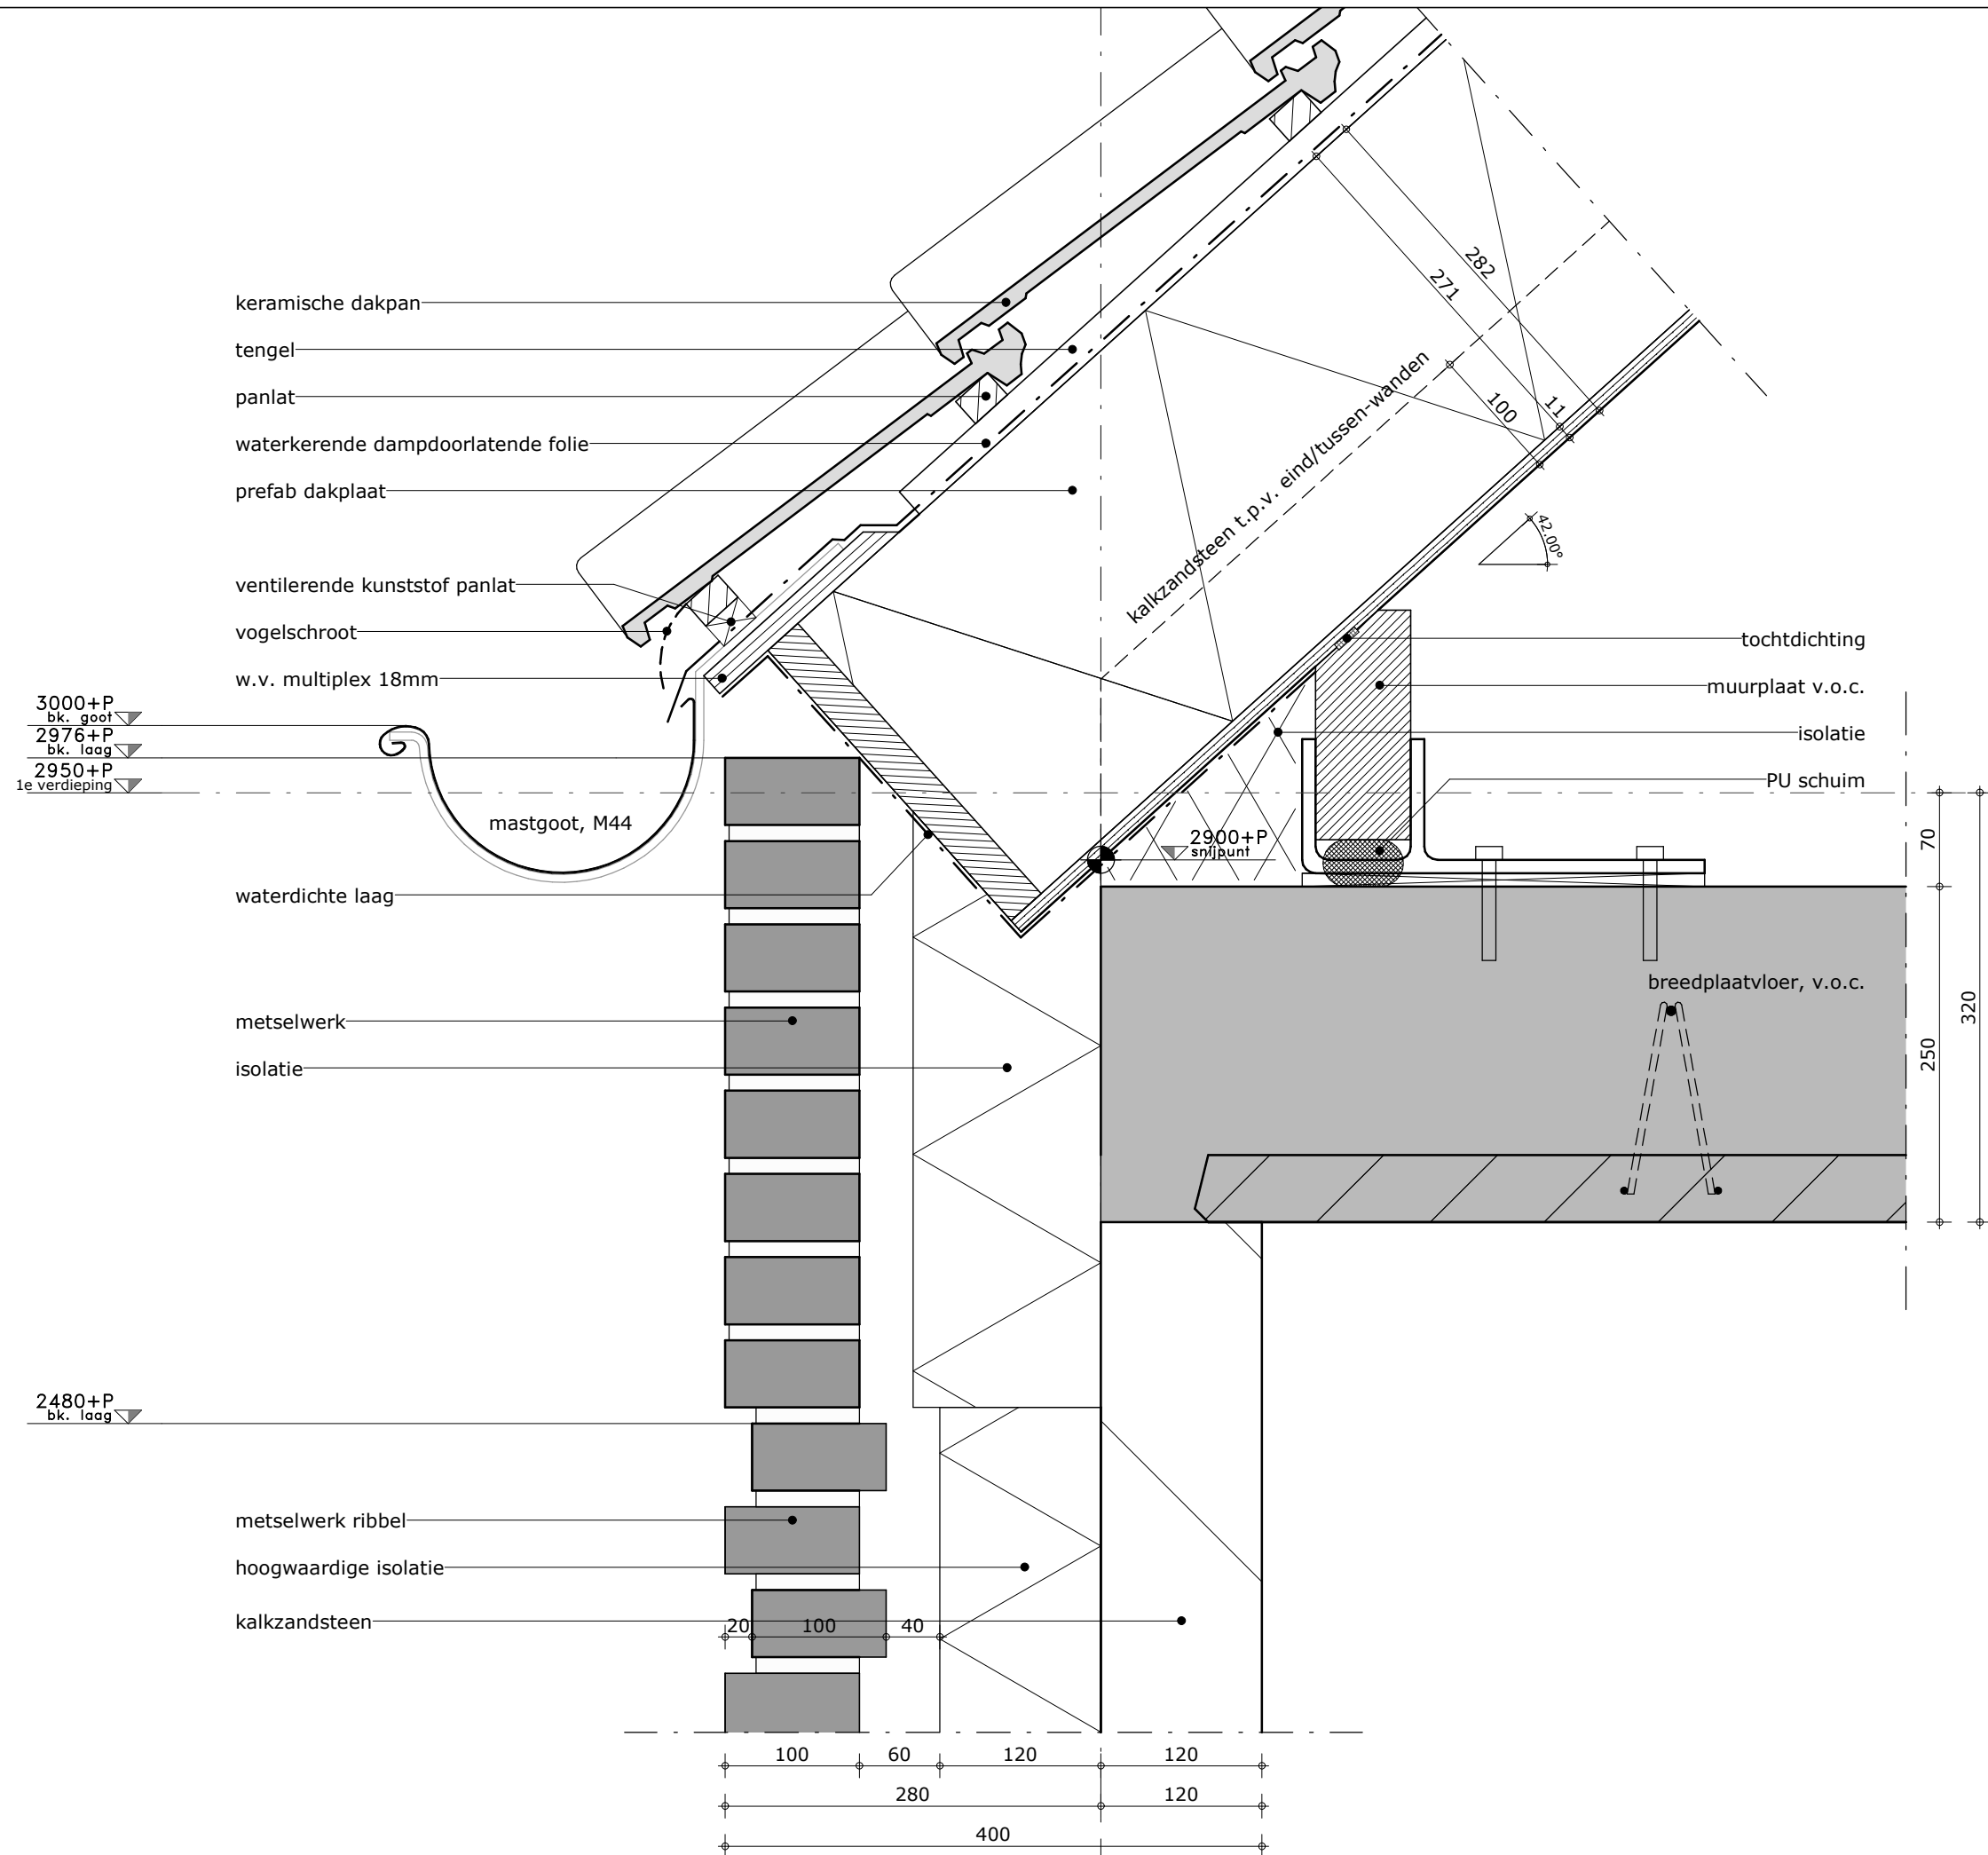 keramische dakpan
tengel
panlat
waterkerende dampdoorlatende folie
prefab dakplaat
ventilerende kunststof panlat
vogelschroot
w.v. multiplex 18mm
3000+P
bk. goot
2976+P
bk. laag
2950+P
1e verdieping
mastgoot, M44
waterdichte laag
metselwerk
isolatie
2480+P
bk. laag
metselwerk ribbel
hoogwaardige isolatie
kalkzandsteen
20
100
40
282
271
11
100
kalkzandsteen t.p.v. eind/tussen-wanden
42.00°
tochtdichting
muurplaat v.o.c.
isolatie
PU schuim
2900+P
snijpunt
breedplaatvloer, v.o.c.
70
250
320
100
60
120
120
280
120
400